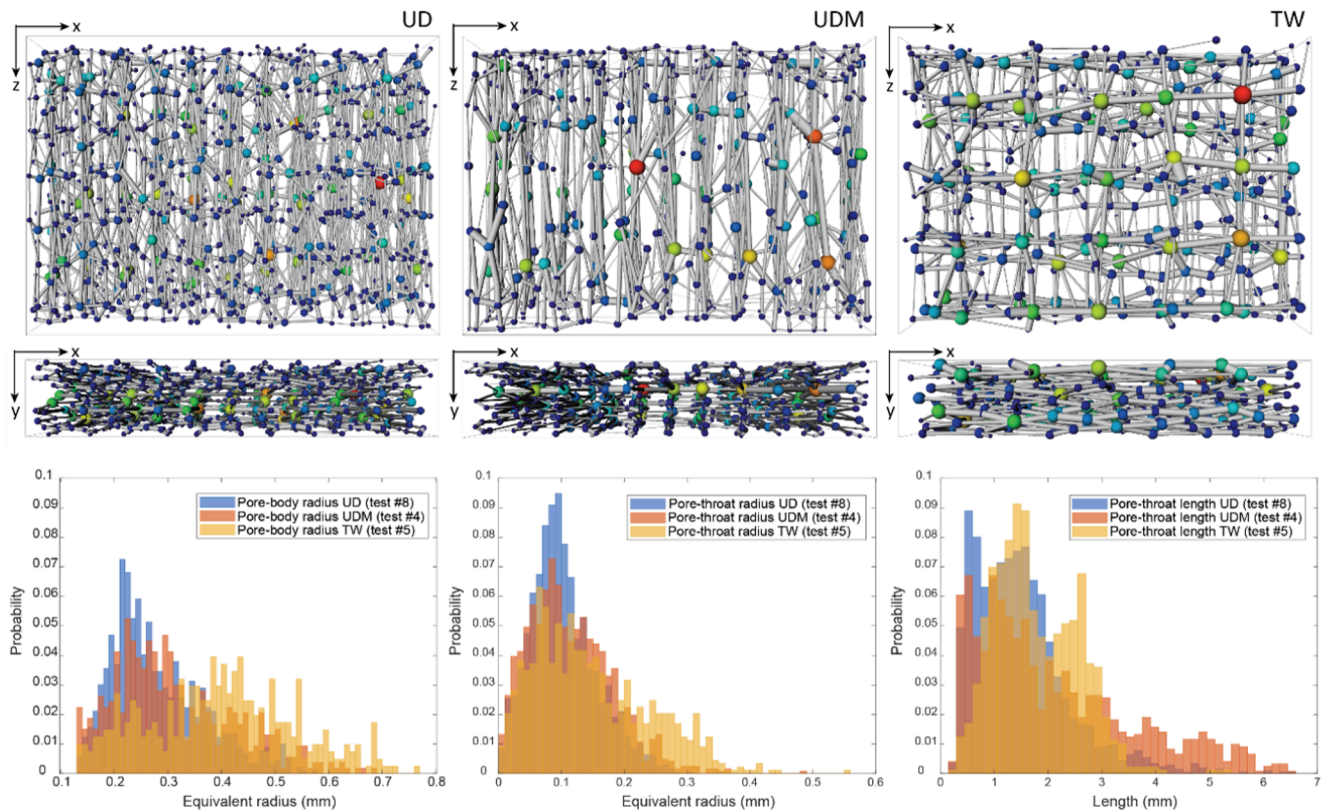 UD
x
z
UDM
x
z
TW
x
z
x
y
x
y
x
y
0.1
0.09
0.08
0.07
0.06
0.05
0.04
0.03
0.02
0.01
0
Probability
Pore-body radius UD (test #8)
Pore-body radius UDM (test #4)
Pore-body radius TW (test #5)
0.1 0.2 0.3 0.4 0.5 0.6 0.7 0.8
Equivalent radius (mm)
0.1
0.09
0.08
0.07
0.06
0.05
0.04
0.03
0.02
0.01
0
Probability
Pore-throat radius UD (test #8)
Pore-throat radius UDM (test #4)
Pore-throat radius TW (test #5)
0 0.1 0.2 0.3 0.4 0.5 0.6
Equivalent radius (mm)
0.1
0.09
0.08
0.07
0.06
0.05
0.04
0.03
0.02
0.01
0
Probability
Pore-throat length UD (test #8)
Pore-throat length UDM (test #4)
Pore-throat length TW (test #5)
0 1 2 3 4 5 6 7
Length (mm)